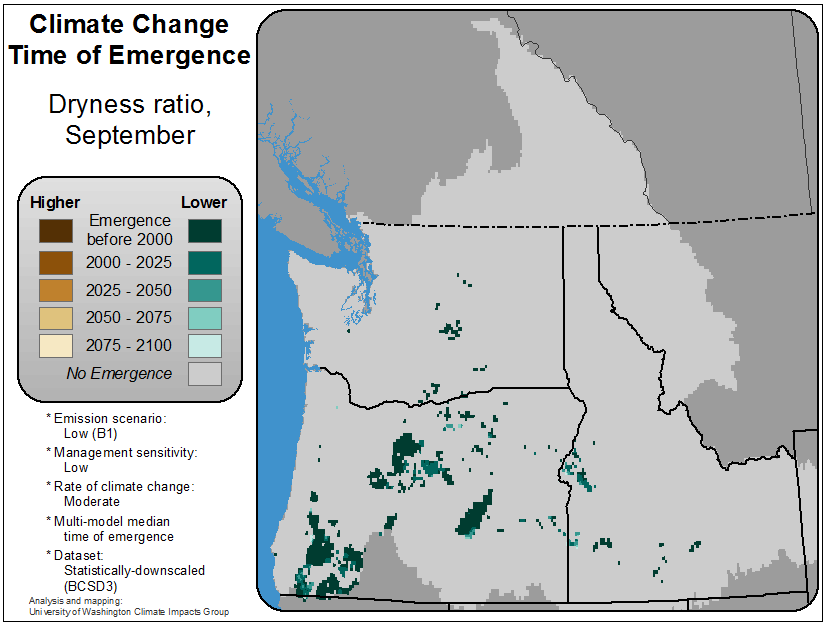 Climate Change
Time of Emergence
Dryness ratio,
September
Higher Lower
Emergence
before 2000
2000 - 2025
2025 - 2050
2050 - 2075
2075 - 2100
No Emergence
* Emission scenario:
Low (B1)
* Management sensitivity:
Low
* Rate of climate change:
Moderate
* Multi-model median
time of emergence
* Dataset:
Statistically-downscaled
(BCSD3)
Analysis and mapping:
University of Washington Climate Impacts Group